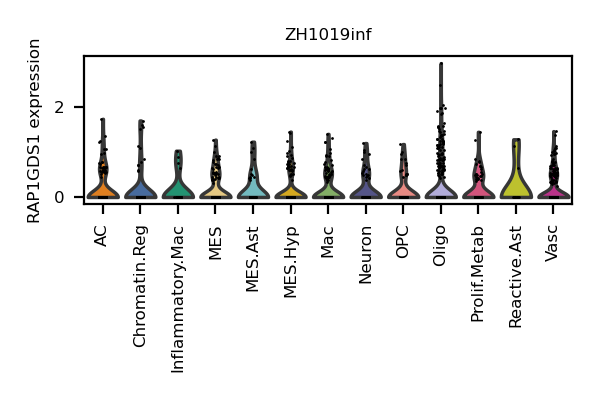 ZH1019inf
RAP1GDS1 expression
2
0
AC
Chromatin.Reg
Inflammatory.Mac
MES
MES.Ast
MES.Hyp
Mac
Neuron
OPC
Oligo
Prolif.Metab
Reactive.Ast
Vasc